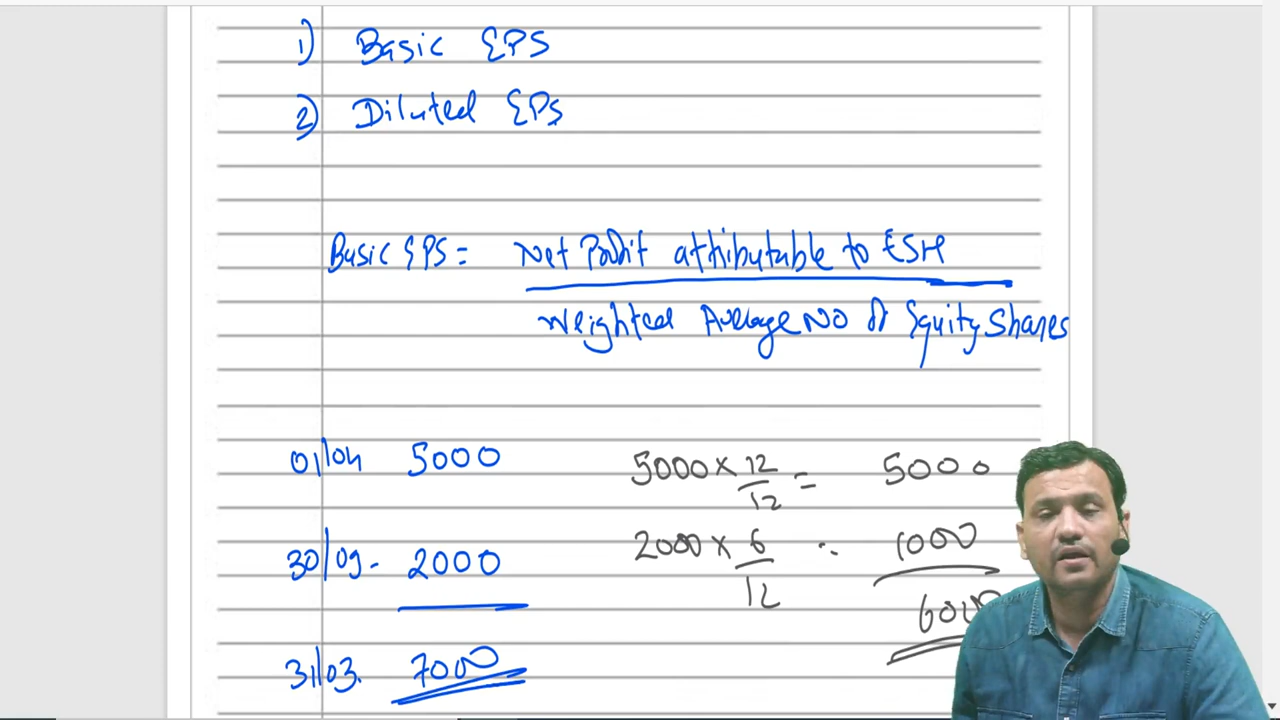 1) Basic EPS
2) Diluted EPS
Basic EPS = Net Profit attributable to ESH
Weighted Average No of Equity Shares
01/04 5000 5000 × 12/12 = 5000
30/09 - 2000 2000 × 6/12 = 1000
6000
31/03. 7000